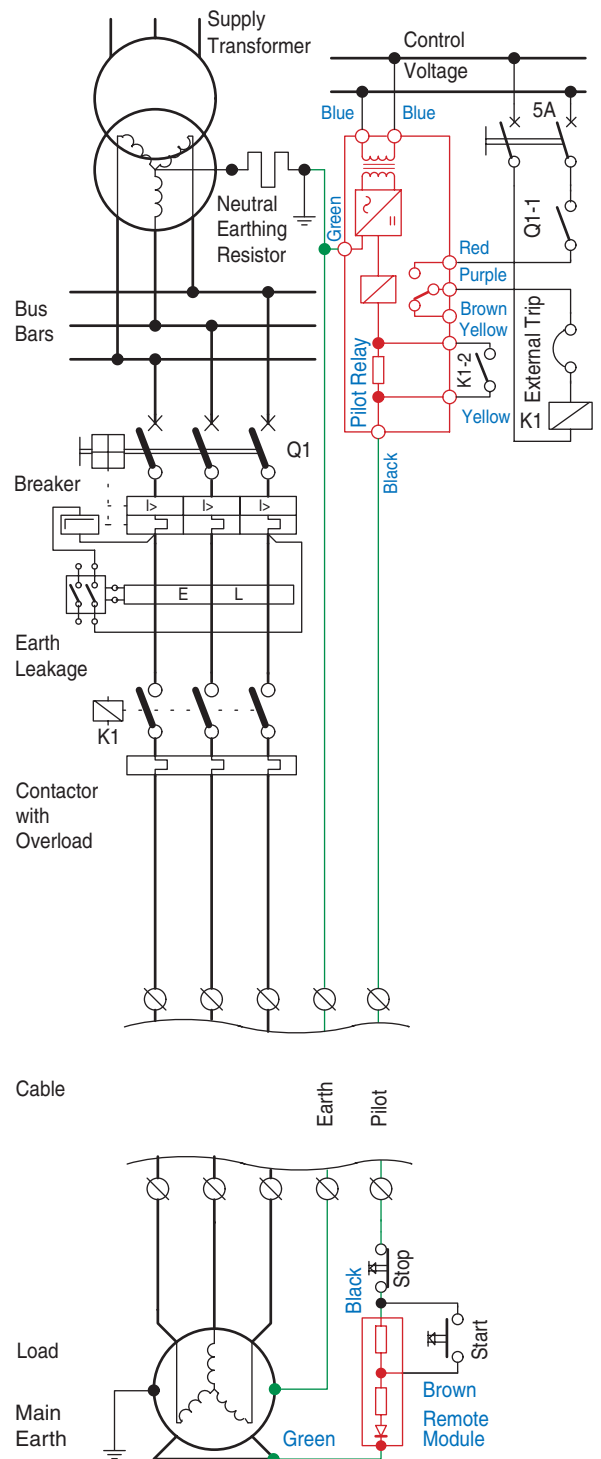 Supply
Transformer
Control
Voltage
Blue
Blue
5A
Neutral
Earthing
Resistor
Green
Q1-1
Red
Purple
Brown
Yellow
External Trip
Bus
Bars
Pilot Relay
K1-2
Yellow
K1
Q1
Black
Breaker
I>
I>
I>
E
L
Earth
Leakage
K1
Contactor
with
Overload
Cable
Earth
Pilot
Black
Stop
Start
Load
Brown
Main
Earth
Green
Remote
Module